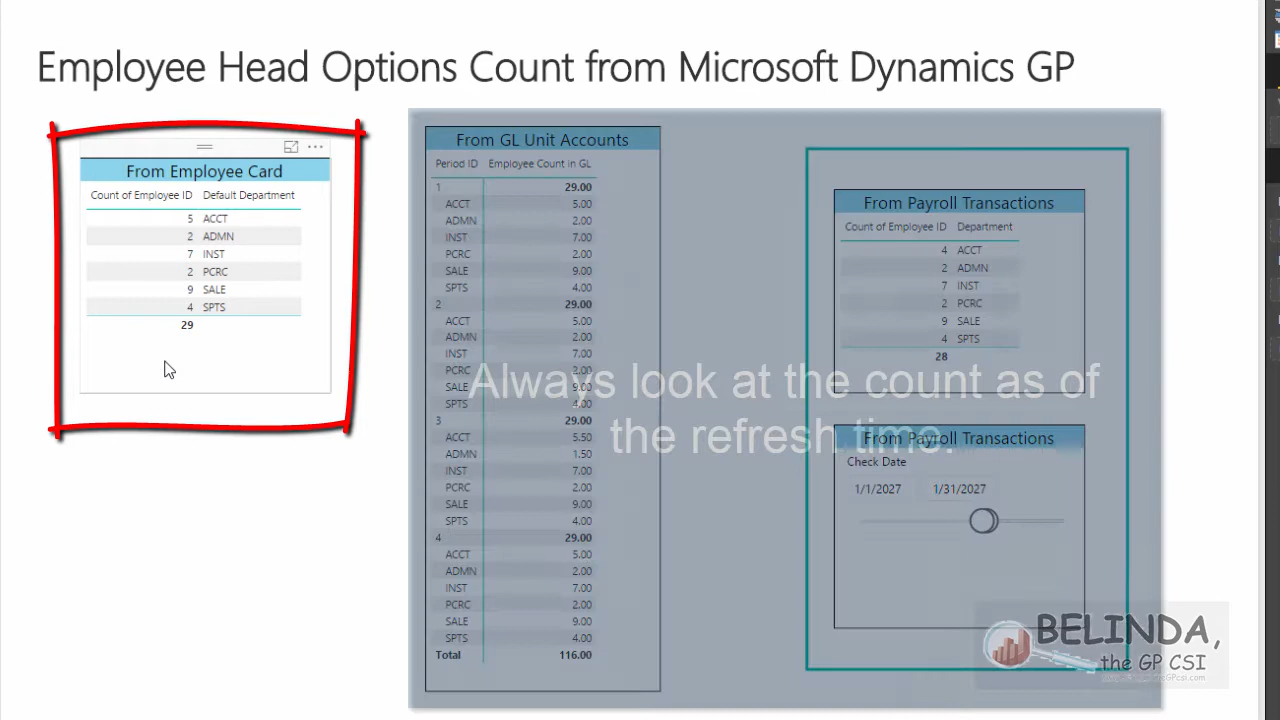 Employee Head Options Count from Microsoft Dynamics GP
From Employee Card
Count of Employee ID Default Department
5 ACCT
2 ADMN
7 INST
2 PCRC
9 SALE
4 SPTS
29
From GL Unit Accounts
Period ID Employee Count in GL
1 29.00
ACCT 5.00
ADMN 2.00
INST 7.00
PCRC 2.00
SALE 9.00
SPTS 4.00
2 29.00
ACCT 5.00
ADMN 2.00
INST 7.00
PCRC 2.00
SALE 9.00
SPTS 4.00
3 29.00
ACCT 5.50
ADMN 1.50
INST 7.00
PCRC 2.00
SALE 9.00
SPTS 4.00
4 29.00
ACCT 5.00
ADMN 2.00
INST 7.00
PCRC 2.00
SALE 9.00
SPTS 4.00
Total 116.00
From Payroll Transactions
Count of Employee ID Department
4 ACCT
2 ADMN
7 INST
2 PCRC
9 SALE
4 SPTS
28
Always look at the count as of
the refresh time.
From Payroll Transactions
Check Date
1/1/2027 1/31/2027
BELINDA,
the GP CSI